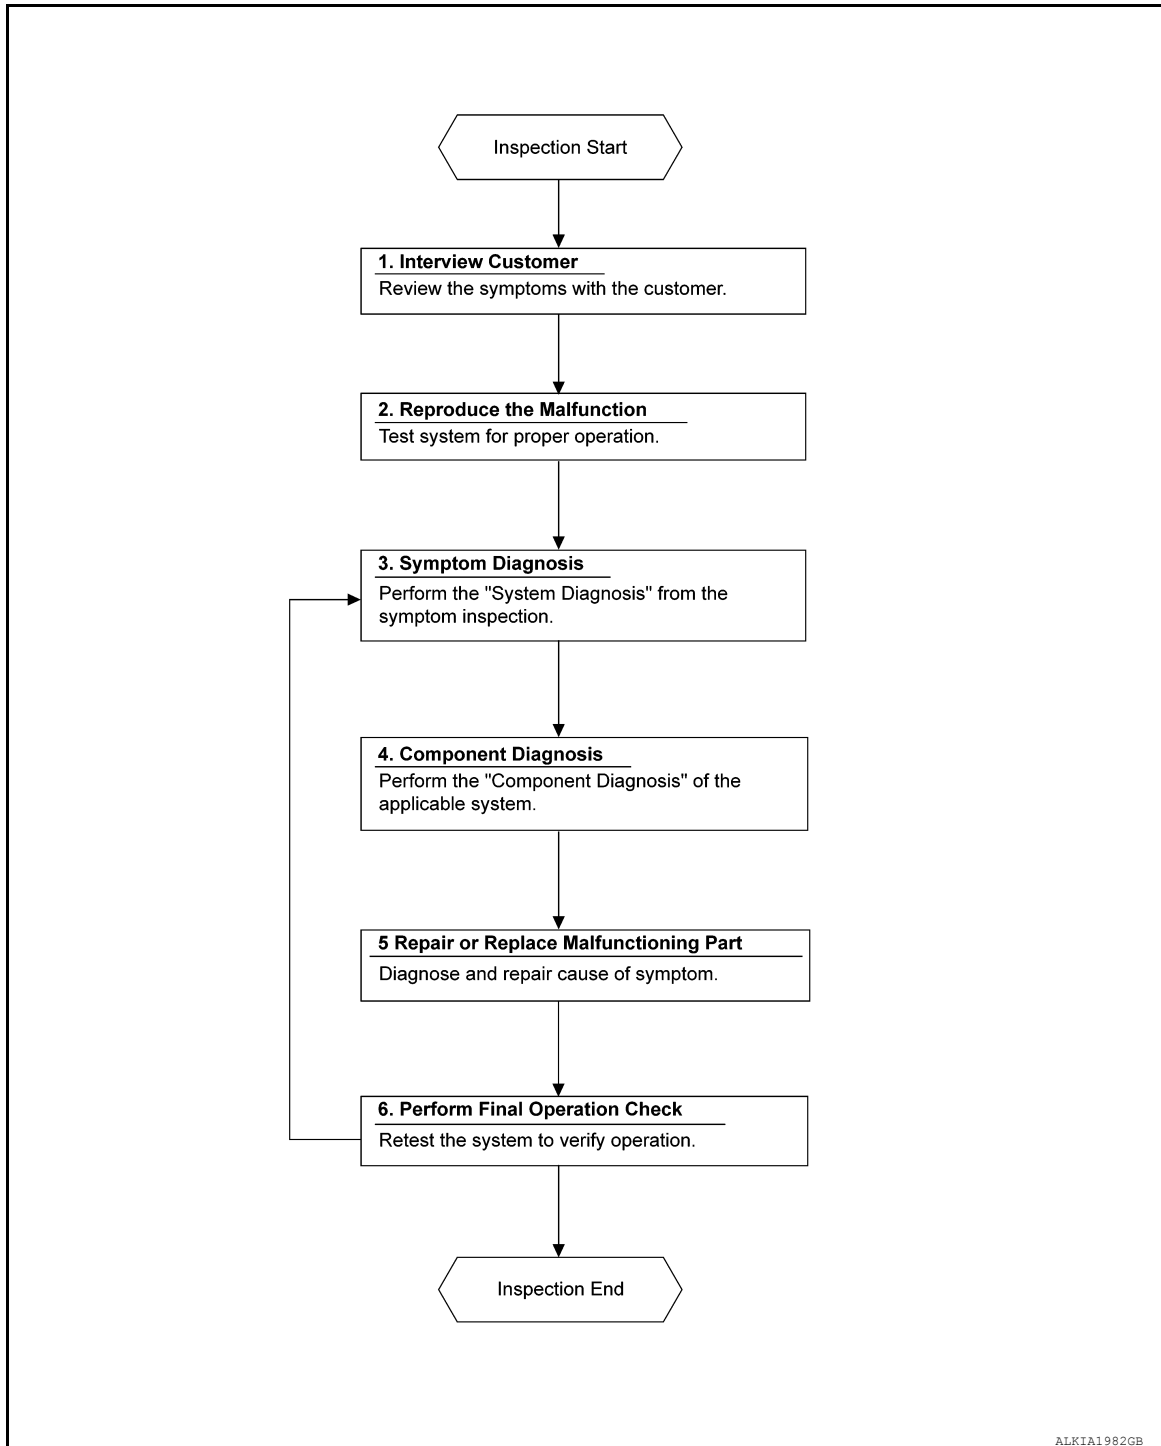 Inspection Start
1. Interview Customer
Review the symptoms with the customer.
2. Reproduce the Malfunction
Test system for proper operation.
3. Symptom Diagnosis
Perform the "System Diagnosis" from the
symptom inspection.
4. Component Diagnosis
Perform the "Component Diagnosis" of the
applicable system.
5 Repair or Replace Malfunctioning Part
Diagnose and repair cause of symptom.
6. Perform Final Operation Check
Retest the system to verify operation.
Inspection End
ALKIA1982GB